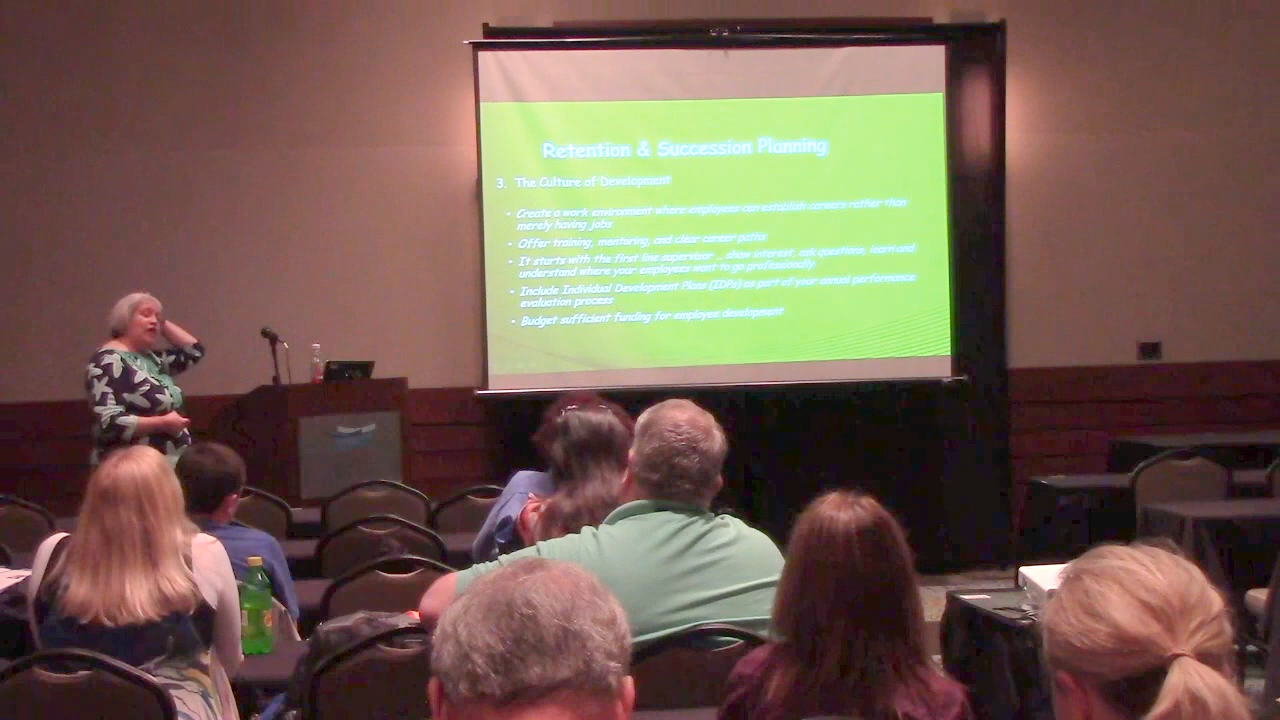 Retention & Succession Planning
3. The Culture of Development
• Create a work environment where employees can establish careers rather than
merely having jobs
• Offer training, mentoring, and clear career paths
• It starts with the first line supervisor … show interest, ask questions, learn and
understand where your employees want to go professionally
• Include Individual Development Plans (IDPs) as part of your annual performance
evaluation process
• Budget sufficient funding for employee development